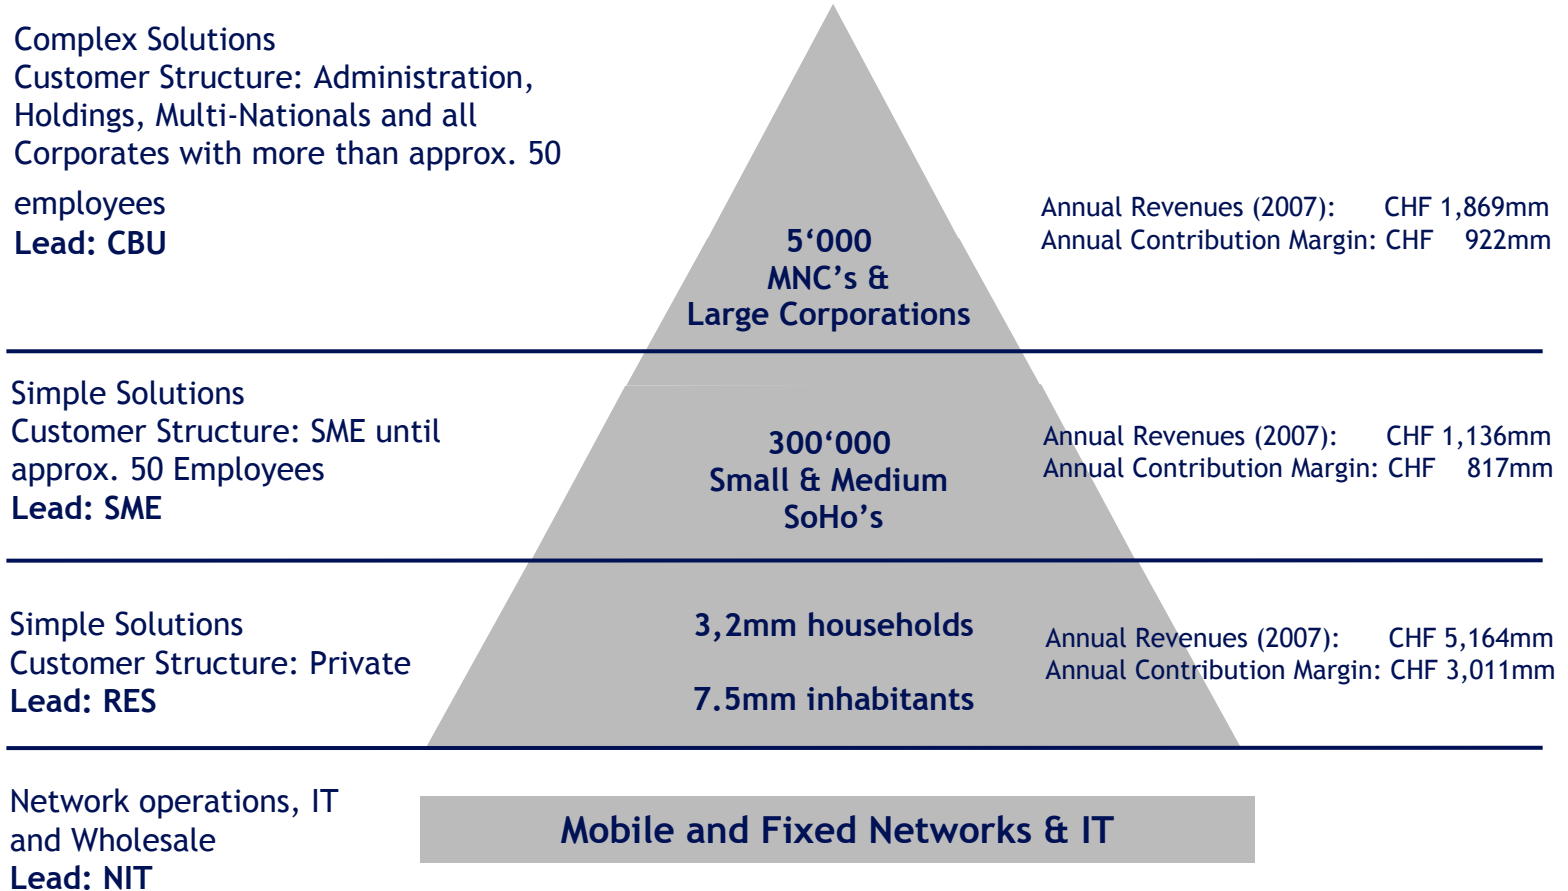 Complex Solutions
Customer Structure: Administration,
Holdings, Multi-Nationals and all
Corporates with more than approx. 50
employees
Lead: CBU
5‘000
MNC’s &
Large Corporations
Annual Revenues (2007): CHF 1,869mm
Annual Contribution Margin: CHF 922mm
Simple Solutions
Customer Structure: SME until
approx. 50 Employees
Lead: SME
300‘000
Small & Medium
SoHo’s
Annual Revenues (2007): CHF 1,136mm
Annual Contribution Margin: CHF 817mm
Simple Solutions
Customer Structure: Private
Lead: RES
3,2mm households
7.5mm inhabitants
Annual Revenues (2007): CHF 5,164mm
Annual Contribution Margin: CHF 3,011mm
Network operations, IT
and Wholesale
Lead: NIT
Mobile and Fixed Networks & IT